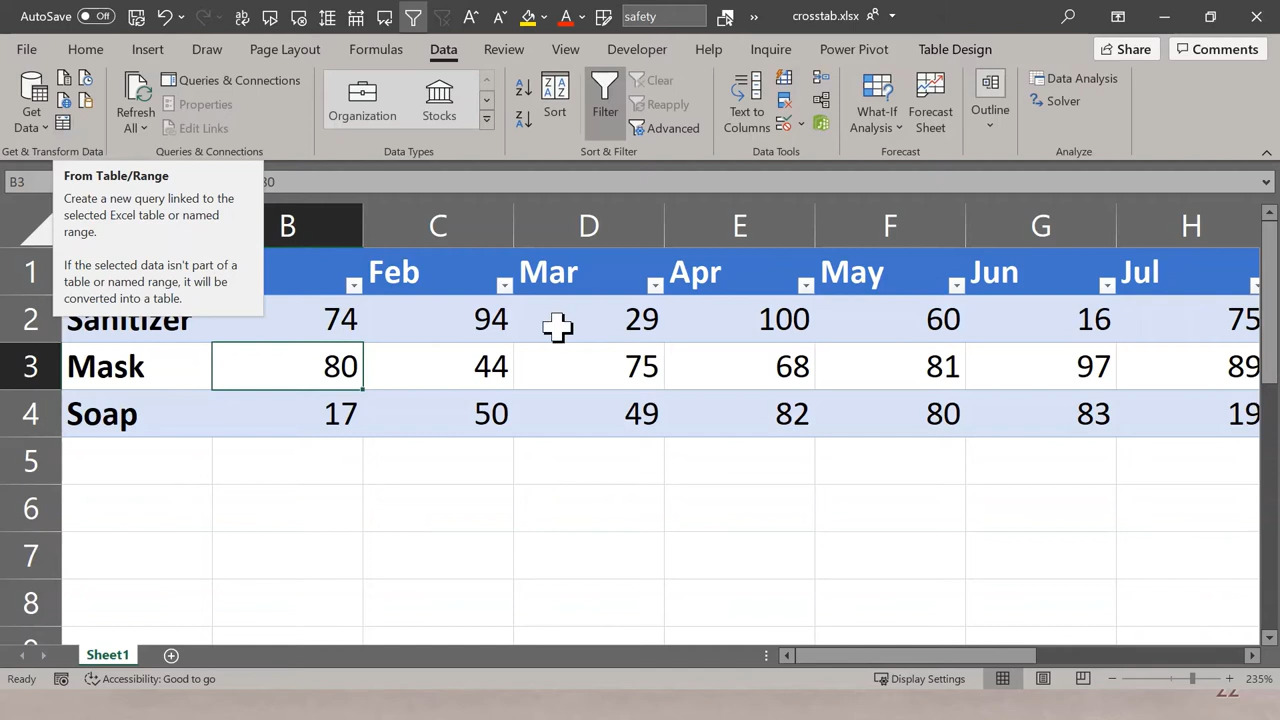 AutoSave Off safety crosstab.xlsx
File Home Insert Draw Page Layout Formulas Data Review View Developer Help Inquire Power Pivot Table Design Share Comments
Get Data
Refresh All
Queries & Connections
Properties
Edit Links
Organization Stocks
Sort
Filter
Clear
Reapply
Advanced
Text to Columns
What-If Analysis
Forecast Sheet
Outline
Data Analysis
Solver
Get & Transform Data Queries & Connections Data Types Sort & Filter Data Tools Forecast Analyze
B3 80
From Table/Range
Create a new query linked to the
selected Excel table or named
range.
If the selected data isn't part of a
table or named range, it will be
converted into a table.
B C D E F G H
1 Feb Mar Apr May Jun Jul
2 Sanitizer 74 94 29 100 60 16 75
3 Mask 80 44 75 68 81 97 89
4 Soap 17 50 49 82 80 83 19
5
6
7
8
Sheet1
Ready Accessibility: Good to go Display Settings 235%
22